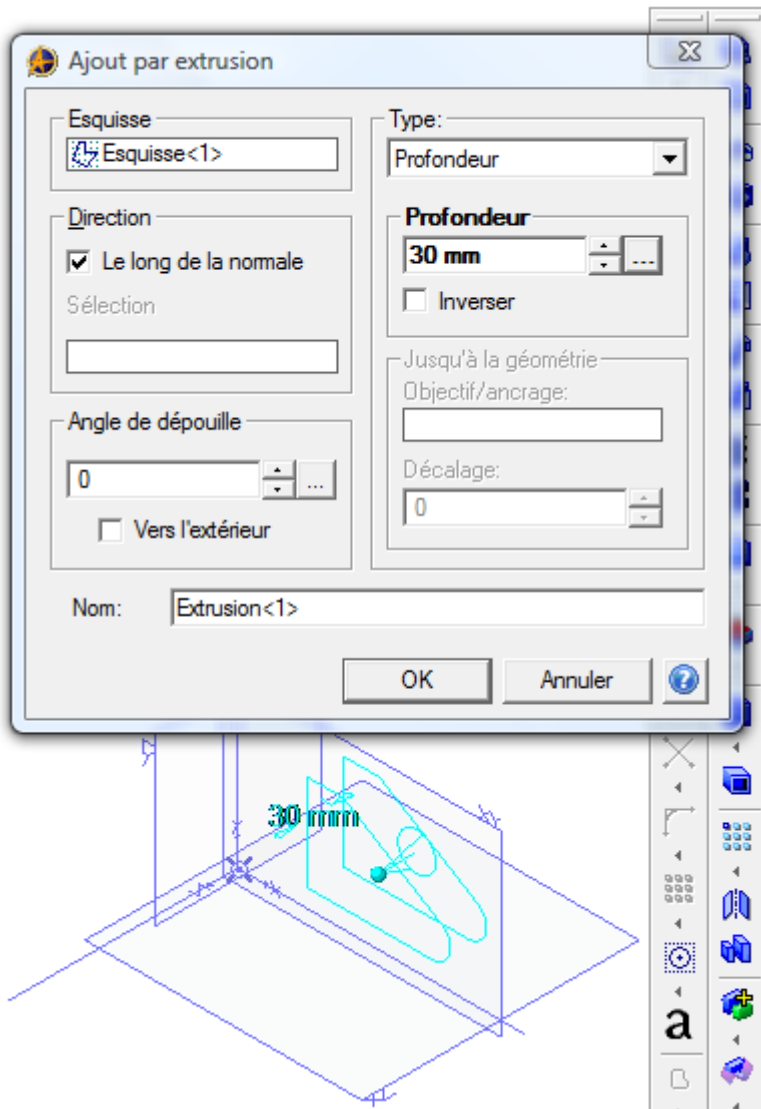 Ajout par extrusion
Esquisse
Esquisse<1>
Direction
Le long de la normale
Sélection
Angle de dépouille
0
...
Vers l'extérieur
Type:
Profondeur
Profondeur
30 mm
...
Inverser
Jusqu'à la géométrie
Objectif/ancrage:
Décalage:
0
Nom:
Extrusion<1>
OK
Annuler
?
30 mm
a